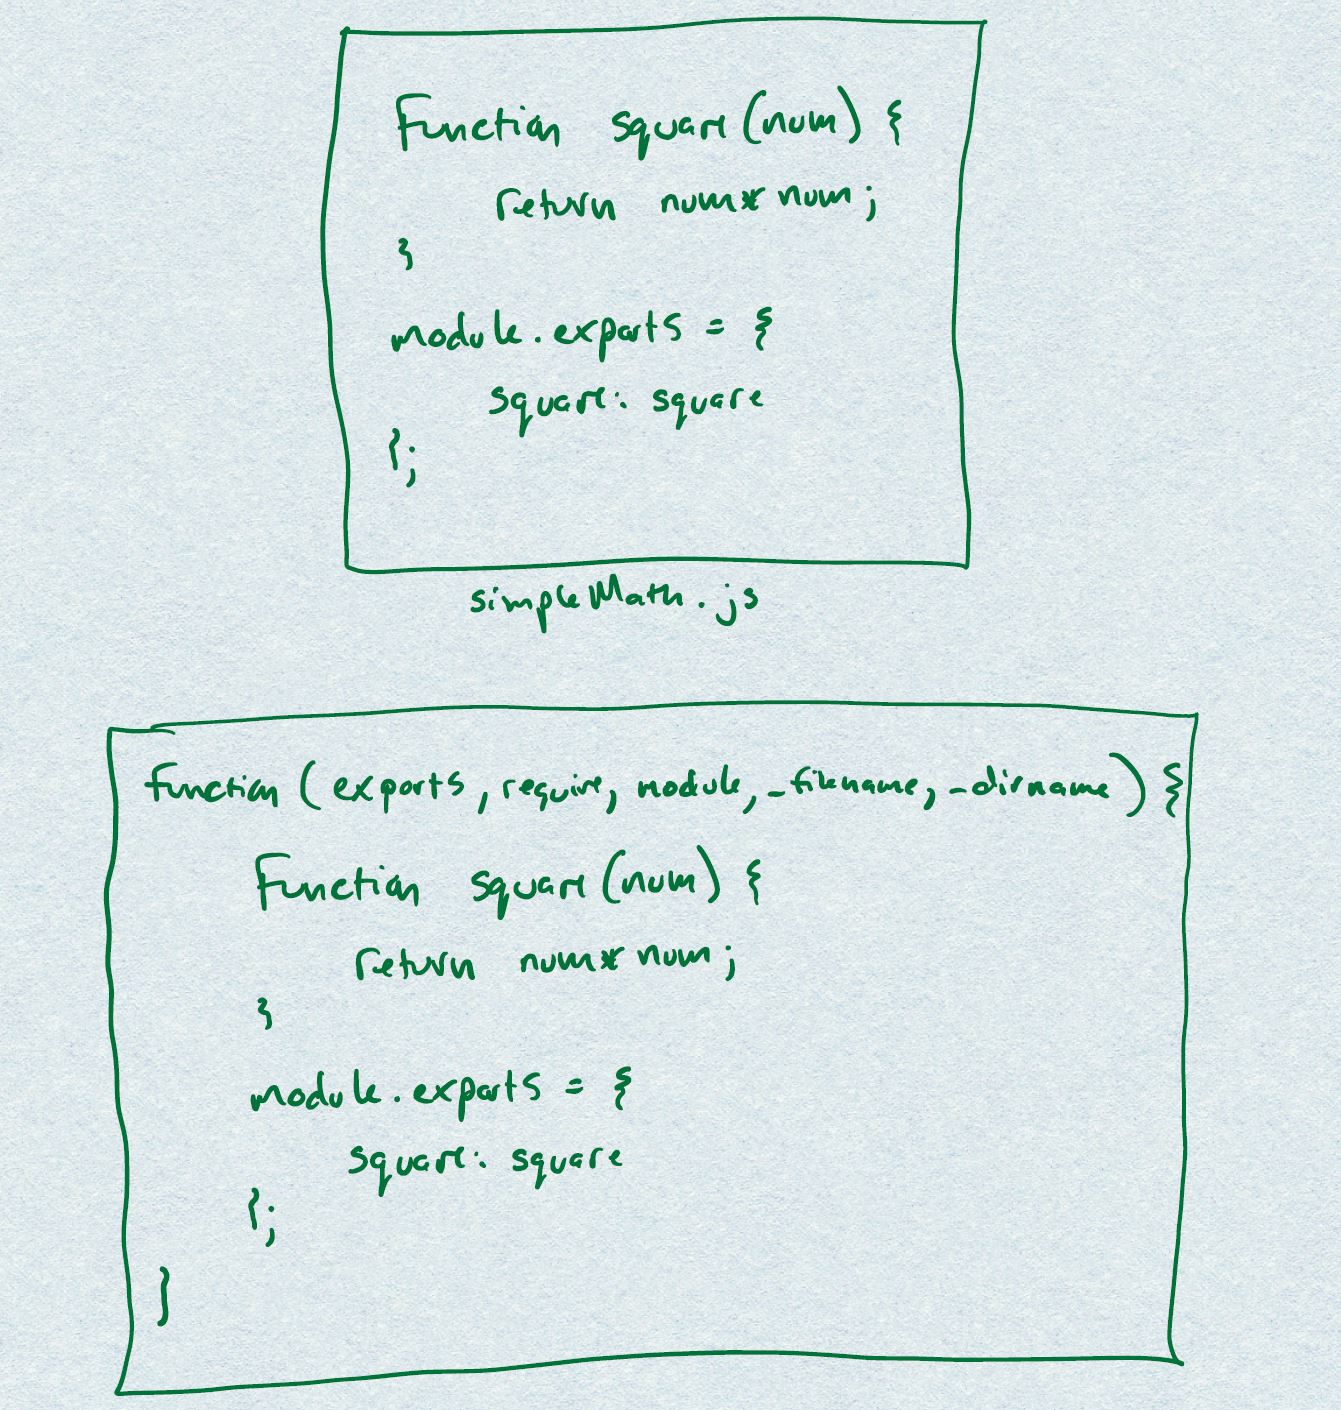 function square(num) {
return num*num;
}
module.exports = {
square: square
};
simpleMath.js
function(exports, require, module, _filename, _dirname) {
function square(num) {
return num*num;
}
module.exports = {
square: square
};
}